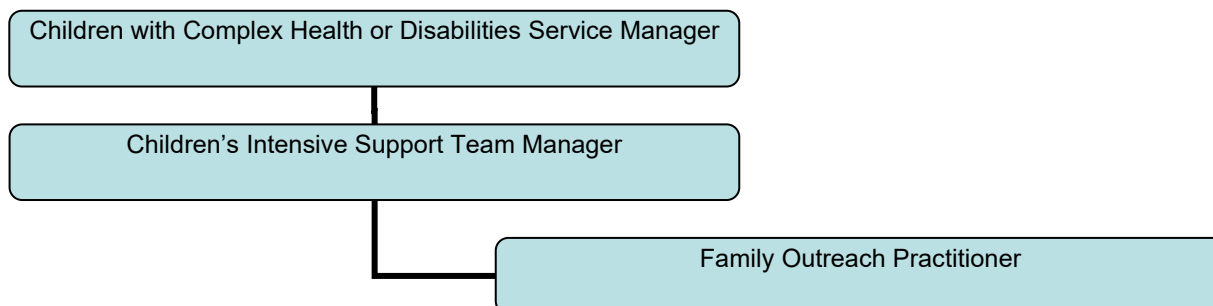 Children with Complex Health or Disabilities Service Manager
Children’s Intensive Support Team Manager
Family Outreach Practitioner